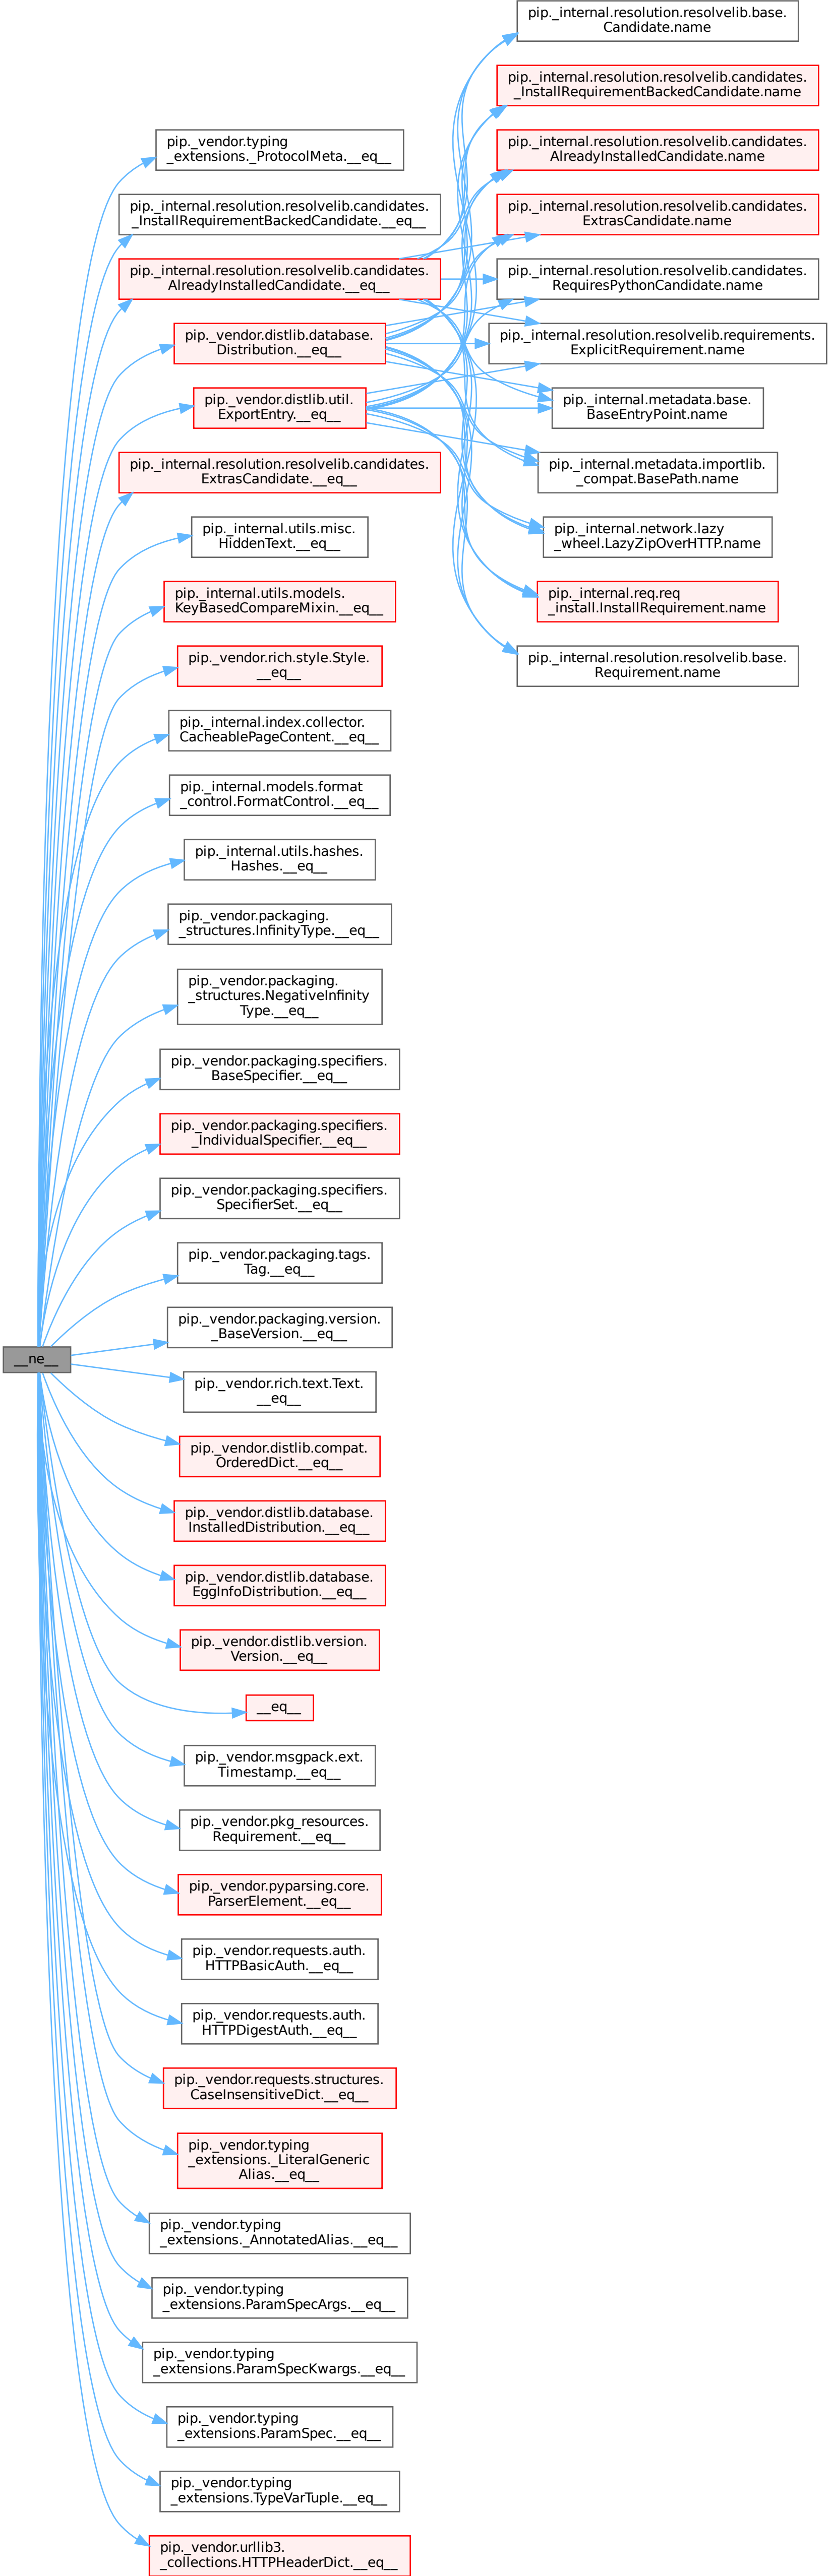 pip._internal.resolution.resolvelib.base.
Candidate.name
pip._internal.resolution.resolvelib.candidates.
_InstallRequirementBackedCandidate.name
pip._internal.resolution.resolvelib.candidates.
AlreadyInstalledCandidate.name
pip._internal.resolution.resolvelib.candidates.
ExtrasCandidate.name
pip._internal.resolution.resolvelib.candidates.
RequiresPythonCandidate.name
pip._internal.resolution.resolvelib.requirements.
ExplicitRequirement.name
pip._internal.metadata.base.
BaseEntryPoint.name
pip._internal.metadata.importlib.
_compat.BasePath.name
pip._internal.network.lazy
_wheel.LazyZipOverHTTP.name
pip._internal.req.req
_install.InstallRequirement.name
pip._internal.resolution.resolvelib.base.
Requirement.name
pip._vendor.typing
_extensions._ProtocolMeta.__eq__
pip._internal.resolution.resolvelib.candidates.
_InstallRequirementBackedCandidate.__eq__
pip._internal.resolution.resolvelib.candidates.
AlreadyInstalledCandidate.__eq__
pip._vendor.distlib.database.
Distribution.__eq__
pip._vendor.distlib.util.
ExportEntry.__eq__
pip._internal.resolution.resolvelib.candidates.
ExtrasCandidate.__eq__
pip._internal.utils.misc.
HiddenText.__eq__
pip._internal.utils.models.
KeyBasedCompareMixin.__eq__
pip._vendor.rich.style.Style.
__eq__
pip._internal.index.collector.
CacheablePageContent.__eq__
pip._internal.models.format
_control.FormatControl.__eq__
pip._internal.utils.hashes.
Hashes.__eq__
pip._vendor.packaging.
_structures.InfinityType.__eq__
pip._vendor.packaging.
_structures.NegativeInfinity
Type.__eq__
pip._vendor.packaging.specifiers.
BaseSpecifier.__eq__
pip._vendor.packaging.specifiers.
_IndividualSpecifier.__eq__
pip._vendor.packaging.specifiers.
SpecifierSet.__eq__
pip._vendor.packaging.tags.
Tag.__eq__
pip._vendor.packaging.version.
_BaseVersion.__eq__
__ne__
pip._vendor.rich.text.Text.
__eq__
pip._vendor.distlib.compat.
OrderedDict.__eq__
pip._vendor.distlib.database.
InstalledDistribution.__eq__
pip._vendor.distlib.database.
EggInfoDistribution.__eq__
pip._vendor.distlib.version.
Version.__eq__
__eq__
pip._vendor.msgpack.ext.
Timestamp.__eq__
pip._vendor.pkg_resources.
Requirement.__eq__
pip._vendor.pyparsing.core.
ParserElement.__eq__
pip._vendor.requests.auth.
HTTPBasicAuth.__eq__
pip._vendor.requests.auth.
HTTPDigestAuth.__eq__
pip._vendor.requests.structures.
CaseInsensitiveDict.__eq__
pip._vendor.typing
_extensions._LiteralGeneric
Alias.__eq__
pip._vendor.typing
_extensions._AnnotatedAlias.__eq__
pip._vendor.typing
_extensions.ParamSpecArgs.__eq__
pip._vendor.typing
_extensions.ParamSpecKwargs.__eq__
pip._vendor.typing
_extensions.ParamSpec.__eq__
pip._vendor.typing
_extensions.TypeVarTuple.__eq__
pip._vendor.urllib3.
_collections.HTTPHeaderDict.__eq__